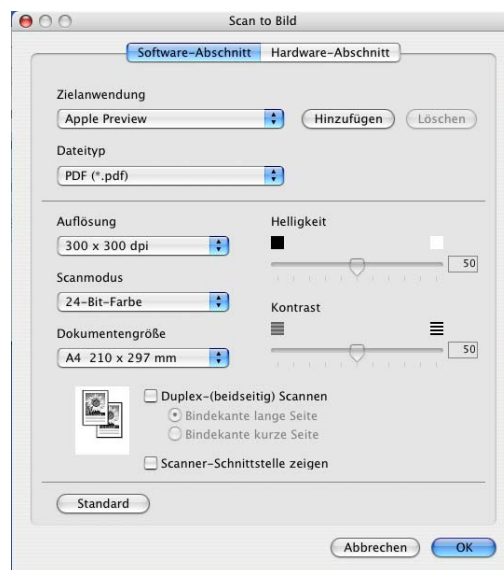 Scan to Bild
Software-Abschnitt Hardware-Abschnitt
Zielanwendung
Apple Preview Hinzufügen Löschen
Dateityp
PDF (*.pdf)
Auflösung
300 x 300 dpi
Scanmodus
24-Bit-Farbe
Dokumentengröße
A4 210 x 297 mm
Helligkeit
50
Kontrast
50
Duplex-(beidseitig) Scannen
Bindekante lange Seite
Bindekante kurze Seite
Scanner-Schnittstelle zeigen
Standard
Abbrechen OK